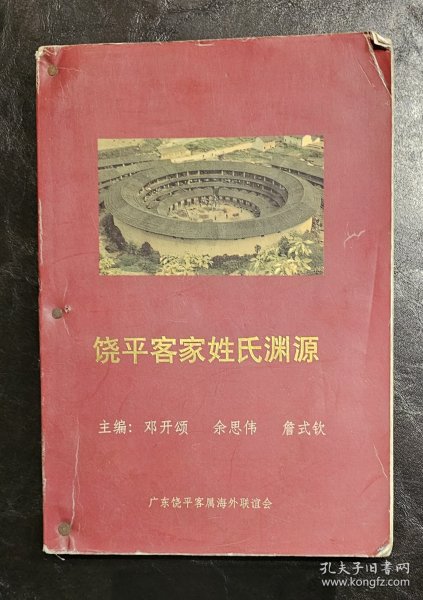 饶平客家姓氏渊源
主编：邓开颂 余思伟 詹式钦
广东饶平客属海外联谊会
孔夫子旧书网
www.kongfz.com